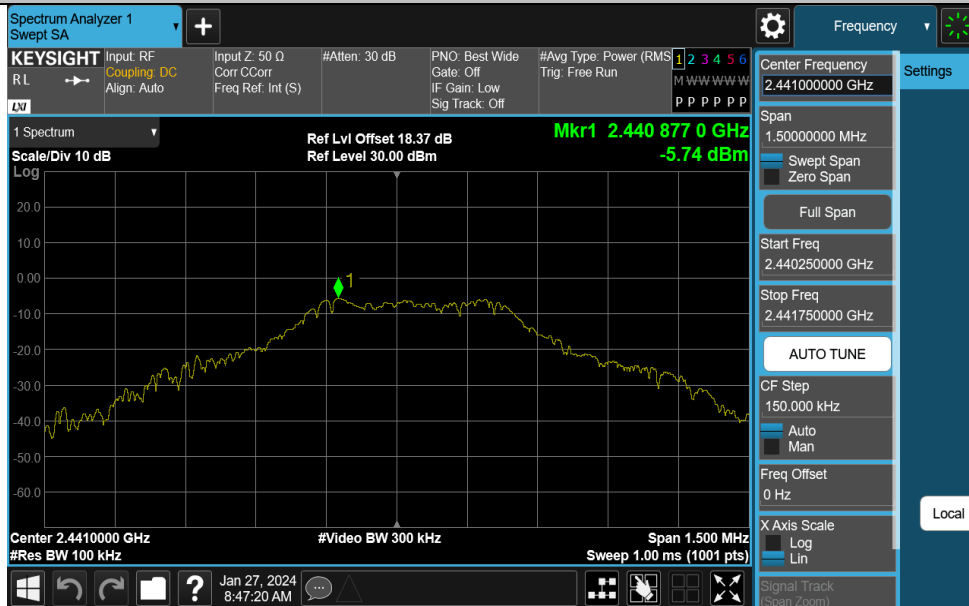 Spectrum Analyzer 1
Swept SA
+
Frequency
KEYSIGHT
RL
LXI
Input: RF
Coupling: DC
Align: Auto
Input Z: 50 Ω
Corr CCorr
Freq Ref: Int (S)
#Atten: 30 dB
PNO: Best Wide
Gate: Off
IF Gain: Low
Sig Track: Off
#Avg Type: Power (RMS
Trig: Free Run
1 2 3 4 5 6
M W W W W W
P P P P P P
1 Spectrum
Scale/Div 10 dB
Log
Ref Lvl Offset 18.37 dB
Ref Level 30.00 dBm
Mkr1 2.440 877 0 GHz
-5.74 dBm
1
20.0
10.0
0.00
-10.0
-20.0
-30.0
-40.0
-50.0
-60.0
Center 2.4410000 GHz
#Res BW 100 kHz
#Video BW 300 kHz
Span 1.500 MHz
Sweep 1.00 ms (1001 pts)
?
Jan 27, 2024
8:47:20 AM
Center Frequency
2.441000000 GHz
Span
1.50000000 MHz
Swept Span
Zero Span
Full Span
Start Freq
2.440250000 GHz
Stop Freq
2.441750000 GHz
AUTO TUNE
CF Step
150.000 kHz
Auto
Man
Freq Offset
0 Hz
X Axis Scale
Log
Lin
Signal Track
(Span Zoom)
Settings
Local